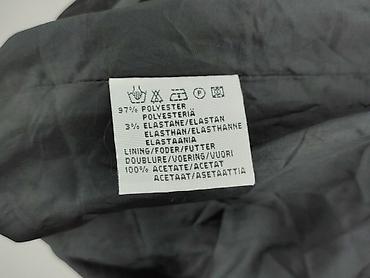 97% POLYESTER
POLYESTERIÄ
3% ELASTANE/ELASTAN
ELASTHAN/ELASTHANNE
ELASTAANIA
LINING/FODER/FUTTER
DOUBLURE/VOERING/VUORI
100% ACETATE/ACETAT
ACETAAT/ASETAATTIA